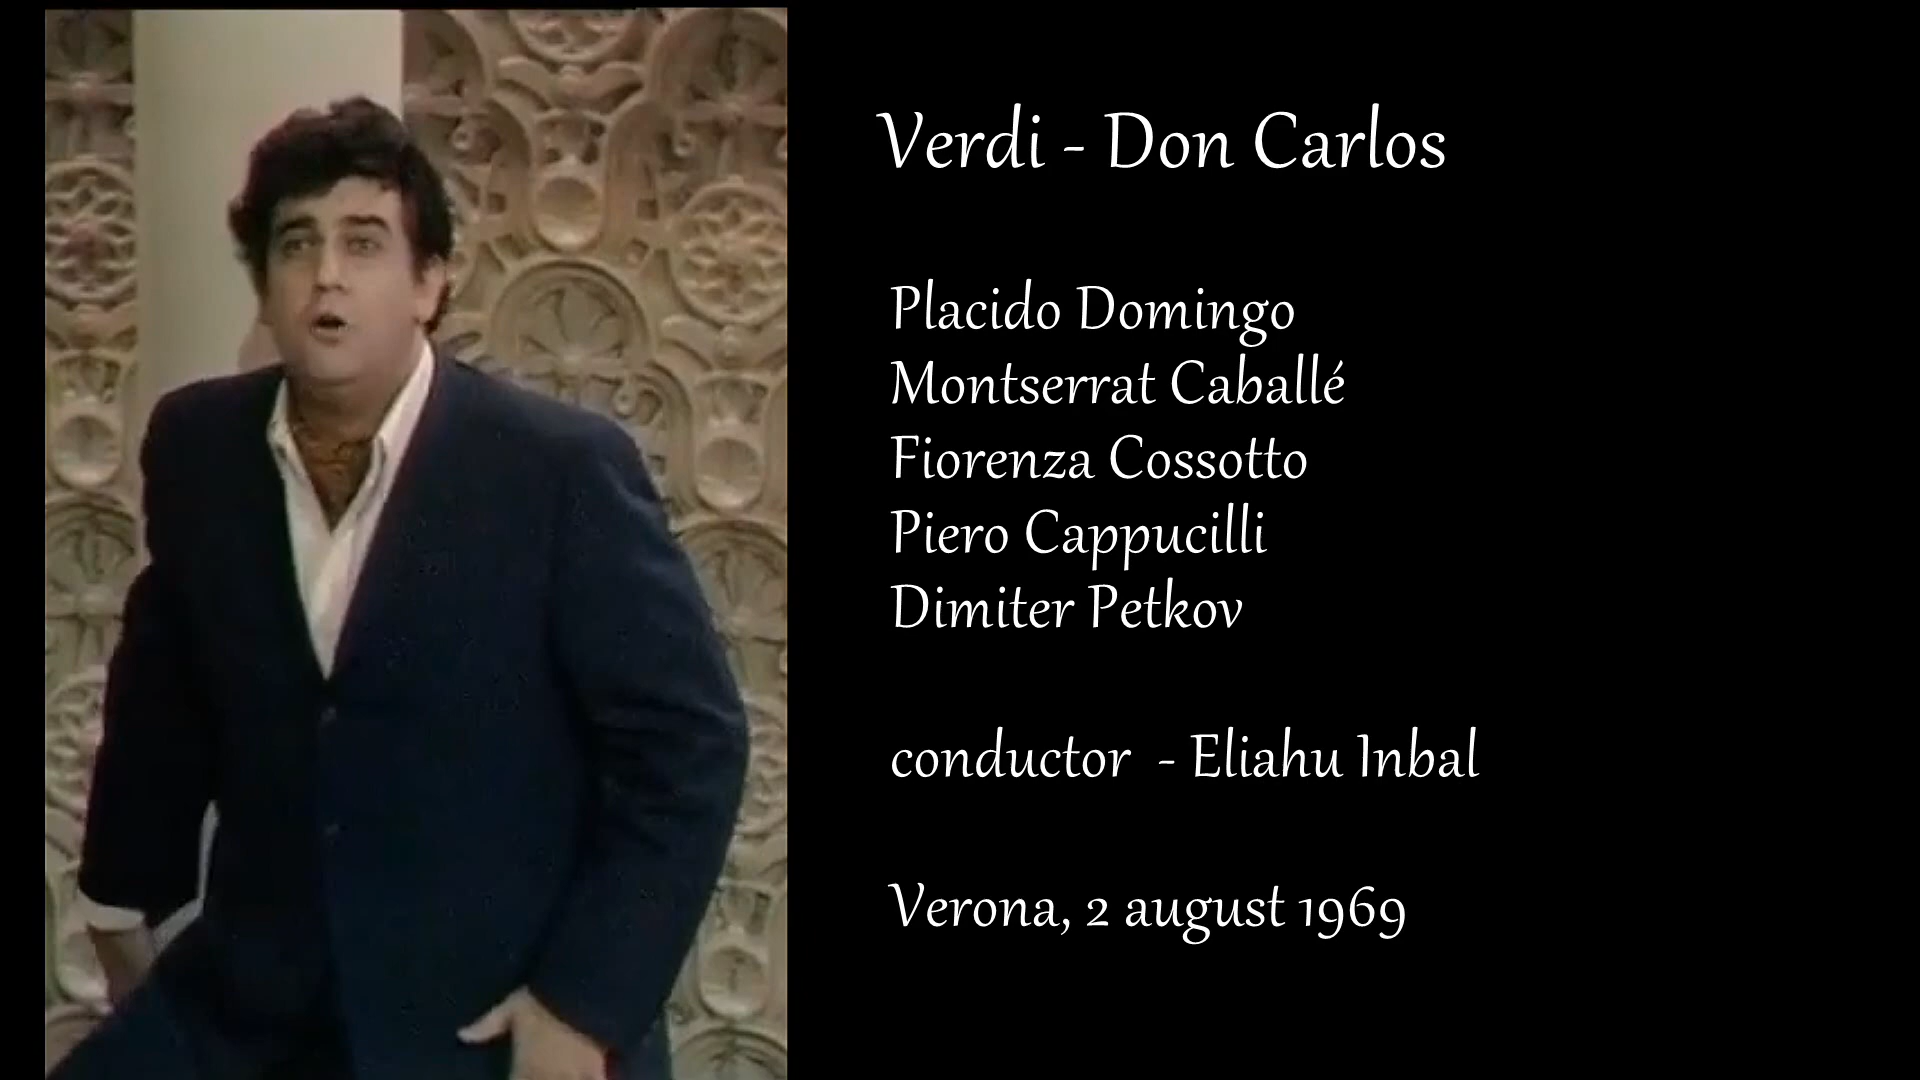 Verdi - Don Carlos
Placido Domingo
Montserrat Caballé
Fiorenza Cossotto
Piero Cappucilli
Dimiter Petkov
conductor - Eliahu Inbal
Verona, 2 august 1969